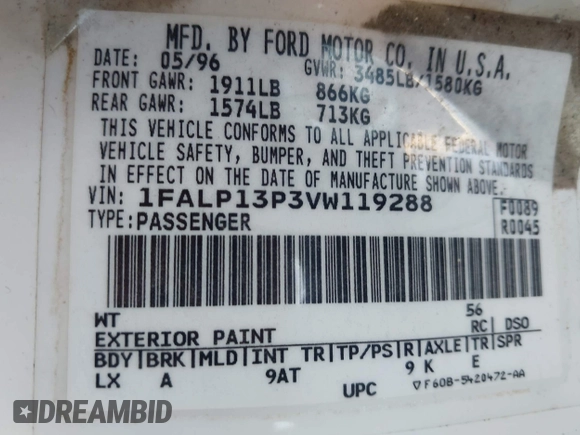 MFD. BY FORD MOTOR CO. IN U.S.A.
DATE: 05/96 GVWR: 3485LB/1580KG
FRONT GAWR: 1911LB 866KG
REAR GAWR: 1574LB 713KG
THIS VEHICLE CONFORMS TO ALL APPLICABLE FEDERAL MOTOR
VEHICLE SAFETY, BUMPER, AND THEFT PREVENTION STANDARDS
IN EFFECT ON THE DATE OF MANUFACTURE SHOWN ABOVE.
VIN: 1FALP13P3VW119288 F0089
TYPE: PASSENGER R0045
WT 56
EXTERIOR PAINT RC| DSO
BDY|BRK|MLD|INT TR|TP/PS|R|AXLE|TR|SPR
LX A 9AT 9 K E
UPC ▽F60B-5420472-AA
DREAMBID